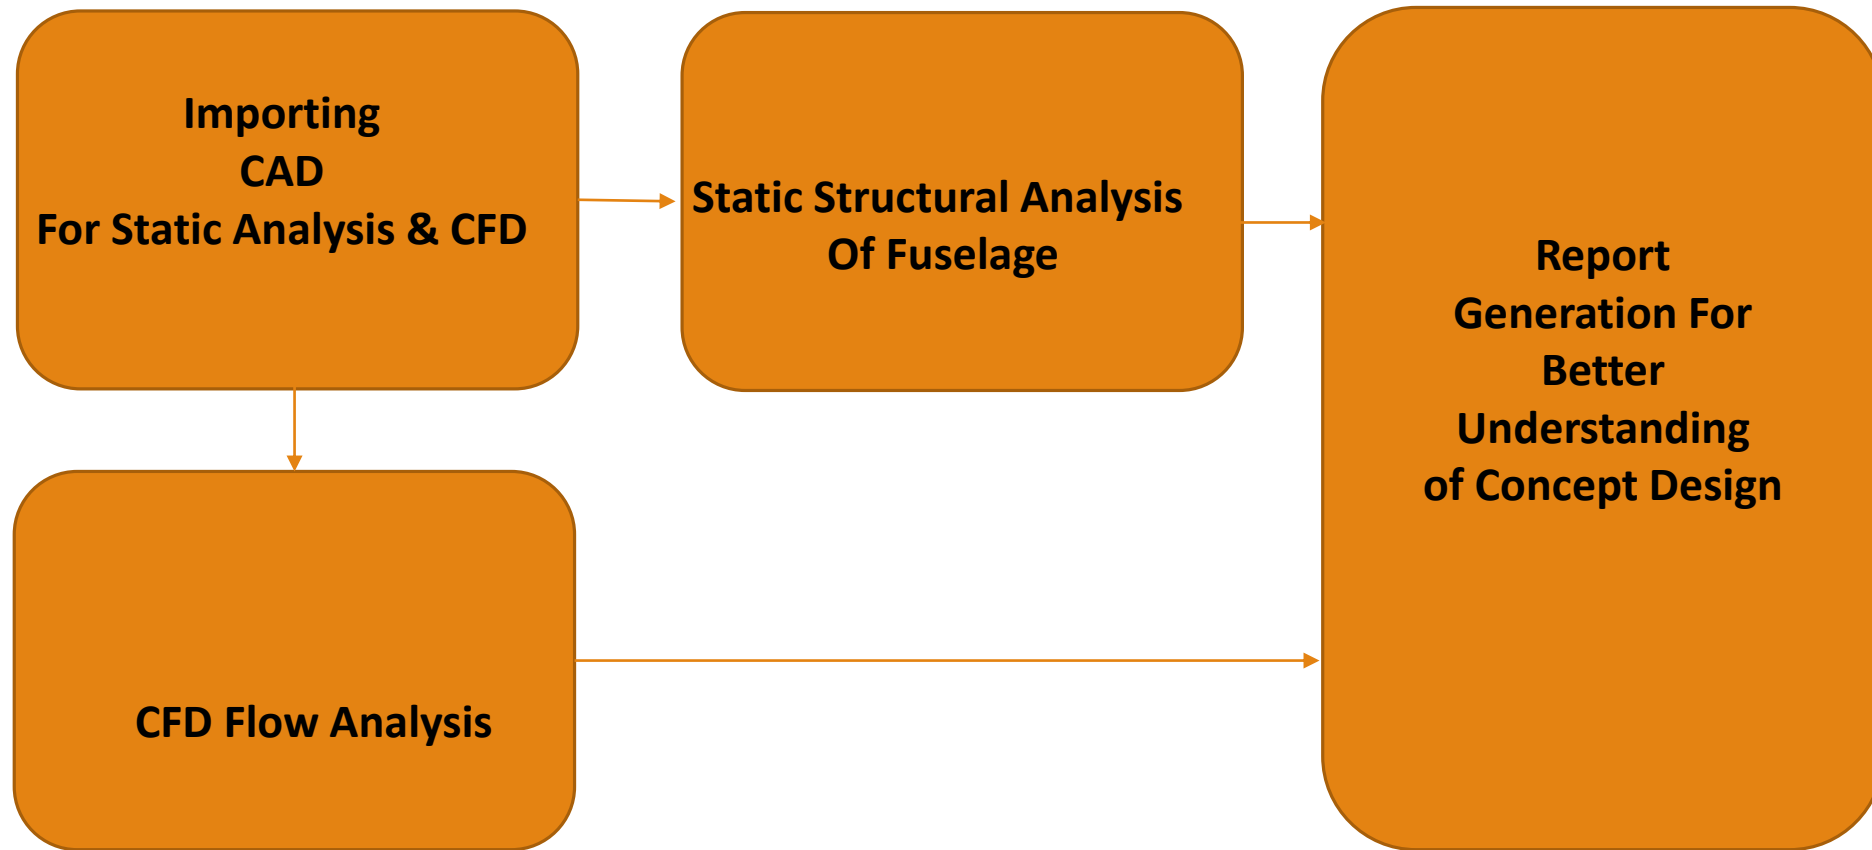 Importing
CAD
For Static Analysis & CFD
Static Structural Analysis
Of Fuselage
Report
Generation For
Better
Understanding
of Concept Design
CFD Flow Analysis